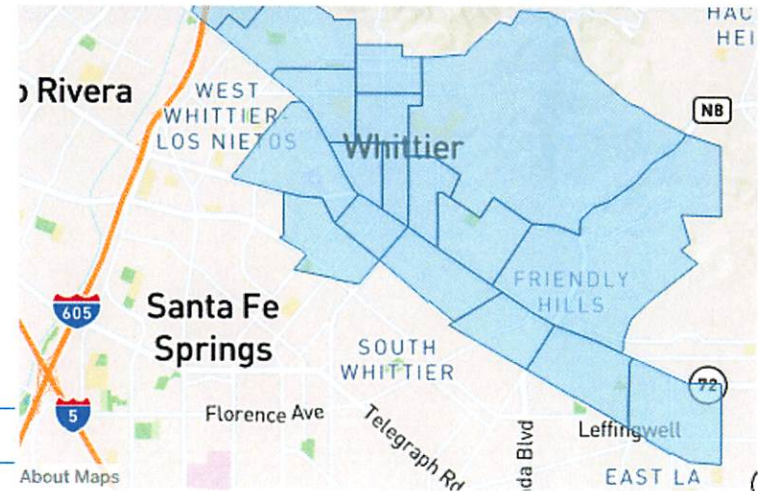 HAC
HEI
o Rivera
WEST
WHITTIER-
LOS NIETOS
Whittier
N8
FRIENDLY
HILLS
605
Santa Fe
Springs
SOUTH
WHITTIER
72
5
Florence Ave
Telegraph Rd
da Blvd
Leffingwell
EAST LA
About Maps